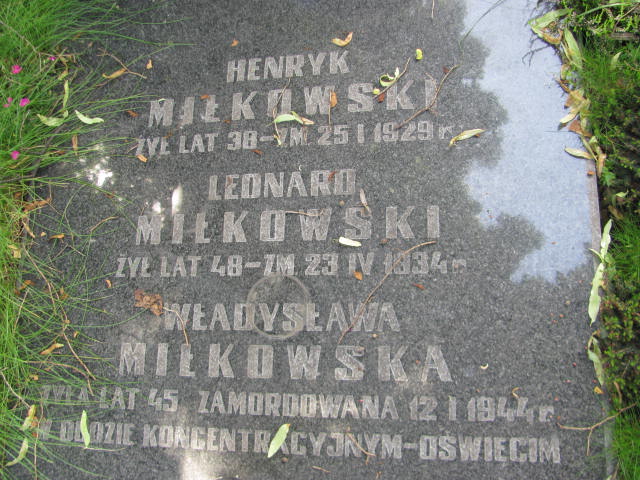 HENRYK
MIŁKOWSKI
ŻYŁ LAT 38-ZM. 25 I 1929 r.
LEONARD
MIŁKOWSKI
ŻYŁ LAT 48-ZM. 23 IV 1934 r.
WŁADYSŁAWA
MIŁKOWSKA
ŻYŁA LAT 45. ZAMORDOWANA 12 I 1944 r.
W OBOZIE KONCENTRACYJNYM-OŚWIĘCIM